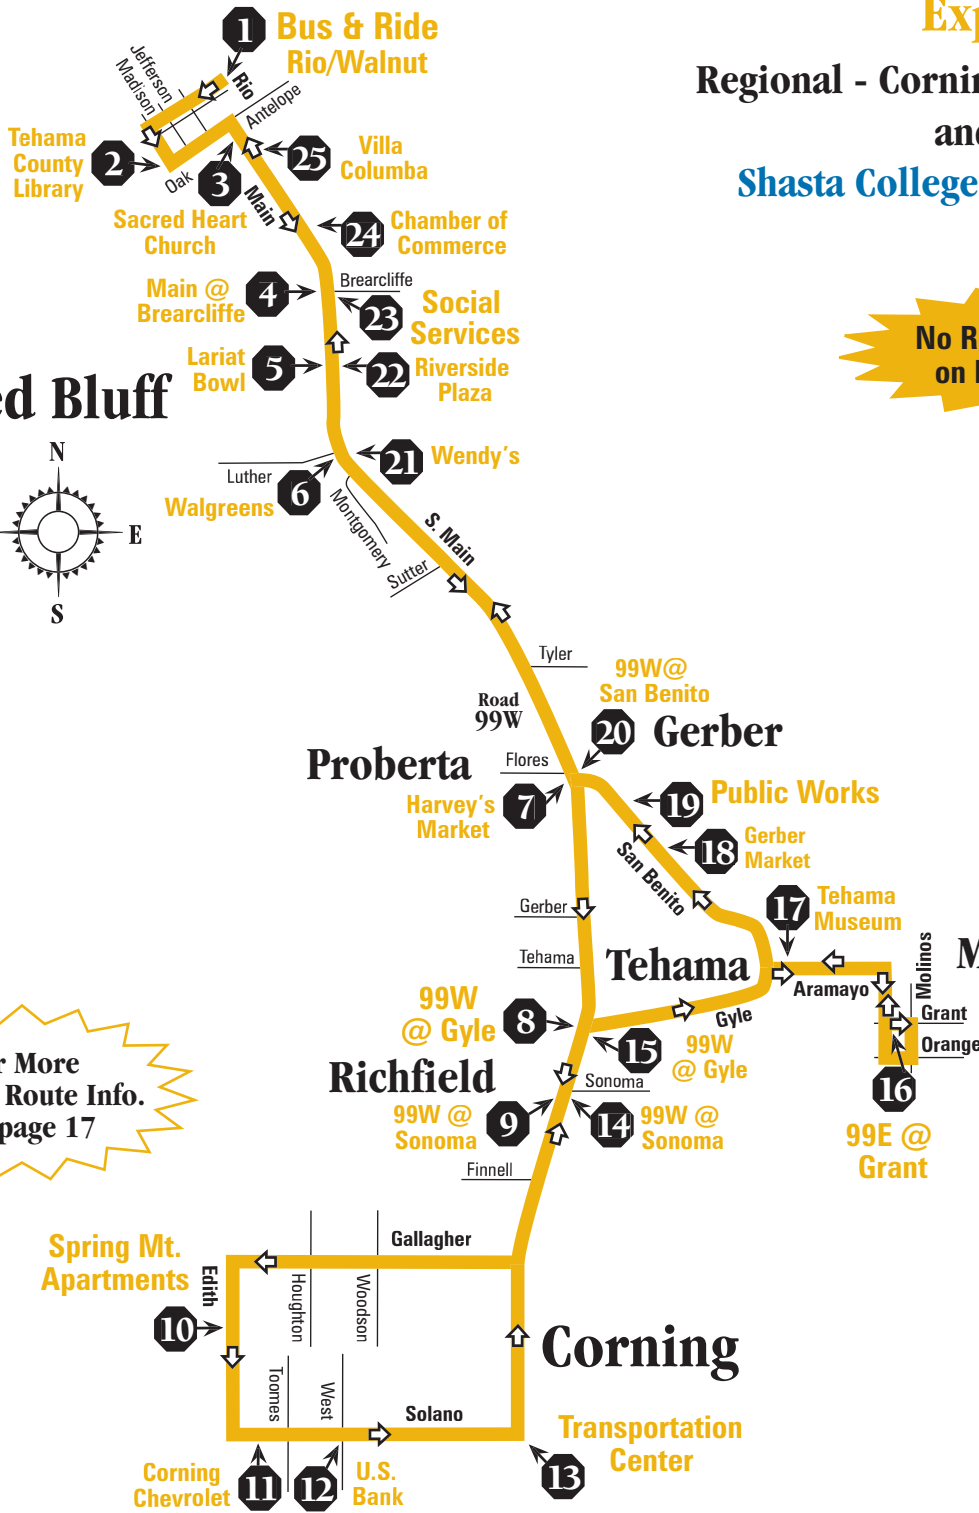 1
Bus & Ride
Rio/Walnut
Exp
Regional - Cornin
and
Shasta College
Jefferson
Madison
Rio
Antelope
Tehama
County
Library
2
Oak
3
Sacred Heart
Church
25
Villa
Columba
Main
24
Chamber of
Commerce
Main @
Brearcliffe
4
Brearcliffe
23
Social
Services
No R
on
Lariat
Bowl
5
22
Riverside
Plaza
ed Bluff
N
E
S
21
Wendy's
Luther
6
Walgreens
Montgomery
S. Main
Sutter
Tyler
99W@
San Benito
Road
99W
20
Gerber
Proberta
Flores
Harvey's
Market
7
19
Public Works
18
Gerber
Market
San Benito
Gerber
17
Tehama
Museum
Tehama
Tehama
M
Aramayo
Molinos
Grant
Orange
99W
@ Gyle
8
Gyle
15
99W
@ Gyle
16
99E @
Grant
r More
Route Info.
page 17
Richfield
Sonoma
99W @
Sonoma
9
14
99W @
Sonoma
Finnell
Gallagher
Spring Mt.
Apartments
10
Edith
Houghton
Woodson
Corning
Toomes
West
Solano
Transportation
Center
13
Corning
Chevrolet
11
12
U.S.
Bank